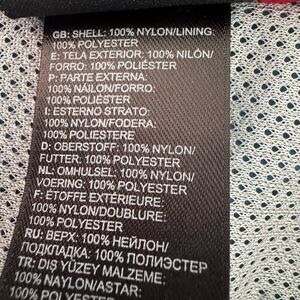 GB: SHELL: 100% NYLON/LINING:
100% POLYESTER
E: TELA EXTERIOR: 100% NILÓN/
FORRO: 100% POLIÉSTER
P: PARTE EXTERNA:
100% NÁILON/FORRO:
100% POLIÉSTER
I: ESTERNO STRATO:
100% NYLON/FODERA:
100% POLIESTERE
D: OBERSTOFF: 100% NYLON/
FUTTER: 100% POLYESTER
NL: OMHULSEL: 100% NYLON/
VOERING: 100% POLYESTER
F: ÉTOFFE EXTÉRIEURE:
100% NYLON/DOUBLURE:
100% POLYESTER
RU: ВЕРХ: 100% НЕЙЛОН/
ПОДКЛАДКА: 100% ПОЛИЭСТЕР
TR: DIŞ YÜZEY MALZEME:
100% NAYLON/ASTAR:
100% POLYESTER